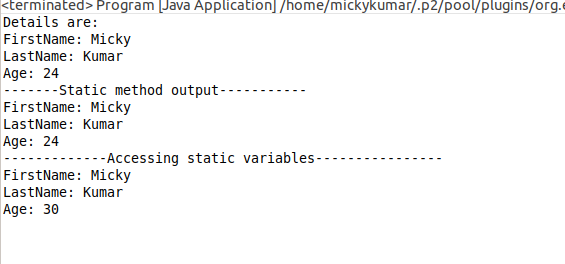 <terminated> Program [Java Application] /home/mickykumar/.p2/pool/plugins/org.e
Details are:
FirstName: Micky
LastName: Kumar
Age: 24
-------Static method output-----------
FirstName: Micky
LastName: Kumar
Age: 24
-------------Accessing static variables----------------
FirstName: Micky
LastName: Kumar
Age: 30